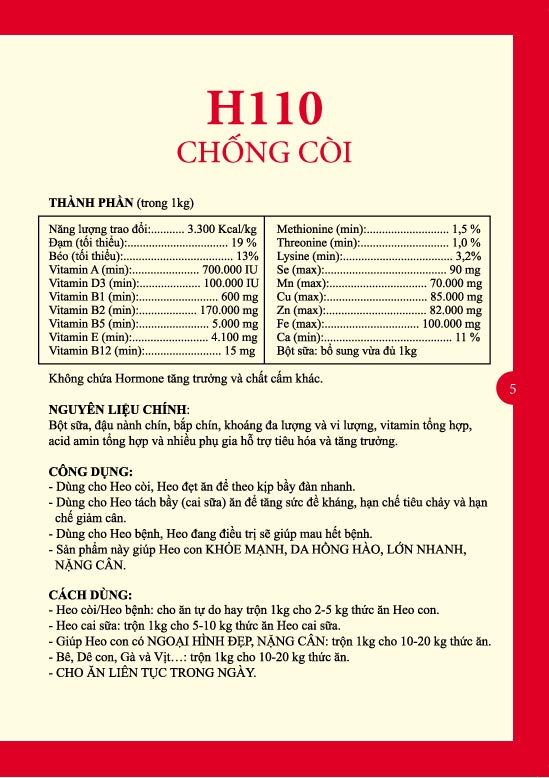 H110
CHỐNG CÒI
THÀNH PHẦN (trong 1kg)
Năng lượng trao đổi:........... 3.300 Kcal/kg
Đạm (tối thiểu):.................................. 19 %
Béo (tối thiểu):..................................... 13%
Vitamin A (min):........................ 700.000 IU
Vitamin D3 (min):...................... 100.000 IU
Vitamin B1 (min):........................... 600 mg
Vitamin B2 (min):.................... 170.000 mg
Vitamin B5 (min):........................ 5.000 mg
Vitamin E (min):.......................... 4.100 mg
Vitamin B12 (min):.......................... 15 mg
Methionine (min):............................ 1,5 %
Threonine (min):.............................. 1,0 %
Lysine (min):..................................... 3,2%
Se (max):......................................... 90 mg
Mn (max):.................................. 70.000 mg
Cu (max):................................... 85.000 mg
Zn (max):................................... 82.000 mg
Fe (max):................................. 100.000 mg
Ca (min):........................................... 11 %
Bột sữa: bổ sung vừa đủ 1kg
Không chứa Hormone tăng trưởng và chất cấm khác.
5
NGUYÊN LIỆU CHÍNH:
Bột sữa, đậu nành chín, bắp chín, khoáng đa lượng và vi lượng, vitamin tổng hợp,
acid amin tổng hợp và nhiều phụ gia hỗ trợ tiêu hóa và tăng trưởng.
CÔNG DỤNG:
- Dùng cho Heo còi, Heo đẹt ăn để theo kịp bầy đàn nhanh.
- Dùng cho Heo tách bầy (cai sữa) ăn để tăng sức đề kháng, hạn chế tiêu chảy và hạn
chế giảm cân.
- Dùng cho Heo bệnh, Heo đang điều trị sẽ giúp mau hết bệnh.
- Sản phẩm này giúp Heo con KHỎE MẠNH, DA HỒNG HÀO, LỚN NHANH,
NẶNG CÂN.
CÁCH DÙNG:
- Heo còi/Heo bệnh: cho ăn tự do hay trộn 1kg cho 2-5 kg thức ăn Heo con.
- Heo cai sữa: trộn 1kg cho 5-10 kg thức ăn Heo cai sữa.
- Giúp Heo con có NGOẠI HÌNH ĐẸP, NẶNG CÂN: trộn 1kg cho 10-20 kg thức ăn.
- Bê, Dê con, Gà và Vịt…: trộn 1kg cho 10-20 kg thức ăn.
- CHO ĂN LIÊN TỤC TRONG NGÀY.